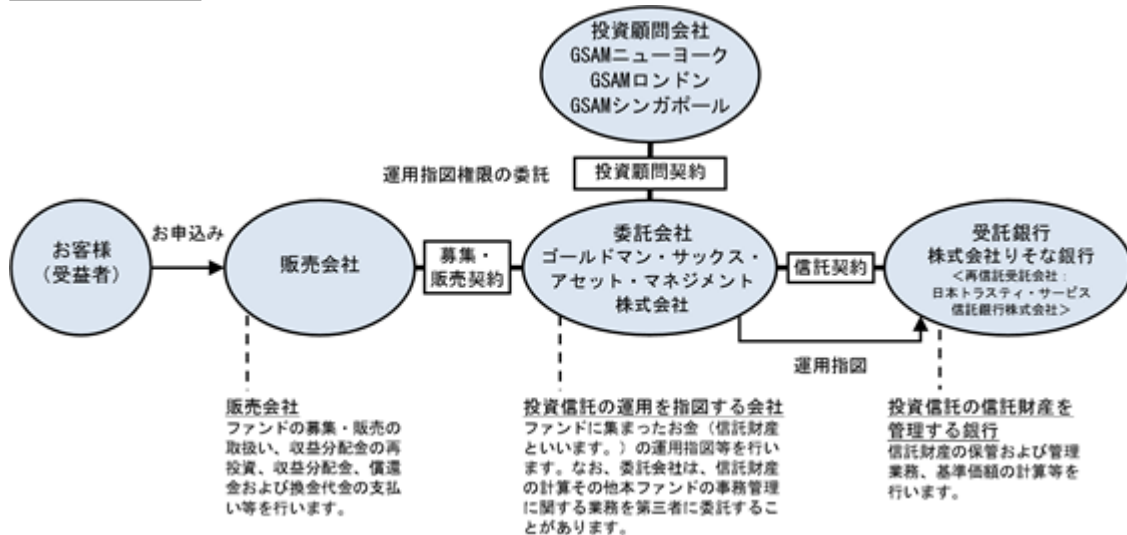 投資顧問会社
GSAMニューヨーク
GSAMロンドン
GSAMシンガポール
運用指図権限の委託
投資顧問契約
お客様
（受益者）
お申込み
販売会社
募集・
販売契約
委託会社
ゴールドマン・サックス・
アセット・マネジメント
株式会社
信託契約
受託銀行
株式会社りそな銀行
＜再信託受託会社：
日本トラスティ・サービス
信託銀行株式会社＞
運用指図
販売会社
ファンドの募集・販売の
取扱い、収益分配金の再
投資、収益分配金、償還
金および換金代金の支払
い等を行います。
投資信託の運用を指図する会社
ファンドに集まったお金（信託財産
といいます。）の運用指図等を行い
ます。なお、委託会社は、信託財産
の計算その他本ファンドの事務管理
に関する業務を第三者に委託するこ
とがあります。
投資信託の信託財産を
管理する銀行
信託財産の保管および管理
業務、基準価額の計算等を
行います。